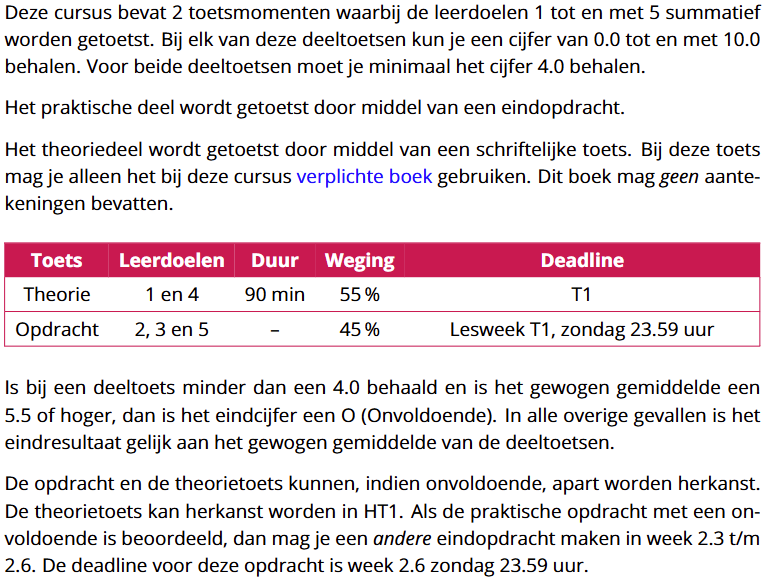 Deze cursus bevat 2 toetsmomenten waarbij de leerdoelen 1 tot en met 5 summatief
worden getoetst. Bij elk van deze deeltoetsen kun je een cijfer van 0.0 tot en met 10.0
behalen. Voor beide deeltoetsen moet je minimaal het cijfer 4.0 behalen.
Het praktische deel wordt getoetst door middel van een eindopdracht.
Het theoriedeel wordt getoetst door middel van een schriftelijke toets. Bij deze toets
mag je alleen het bij deze cursus verplichte boek gebruiken. Dit boek mag geen aante-
keningen bevatten.
Toets Leerdoelen Duur Weging Deadline
Theorie 1 en 4 90 min 55 % T1
Opdracht 2, 3 en 5 – 45 % Lesweek T1, zondag 23.59 uur
Is bij een deeltoets minder dan een 4.0 behaald en is het gewogen gemiddelde een
5.5 of hoger, dan is het eindcijfer een O (Onvoldoende). In alle overige gevallen is het
eindresultaat gelijk aan het gewogen gemiddelde van de deeltoetsen.
De opdracht en de theorietoets kunnen, indien onvoldoende, apart worden herkanst.
De theorietoets kan herkanst worden in HT1. Als de praktische opdracht met een on-
voldoende is beoordeeld, dan mag je een andere eindopdracht maken in week 2.3 t/m
2.6. De deadline voor deze opdracht is week 2.6 zondag 23.59 uur.